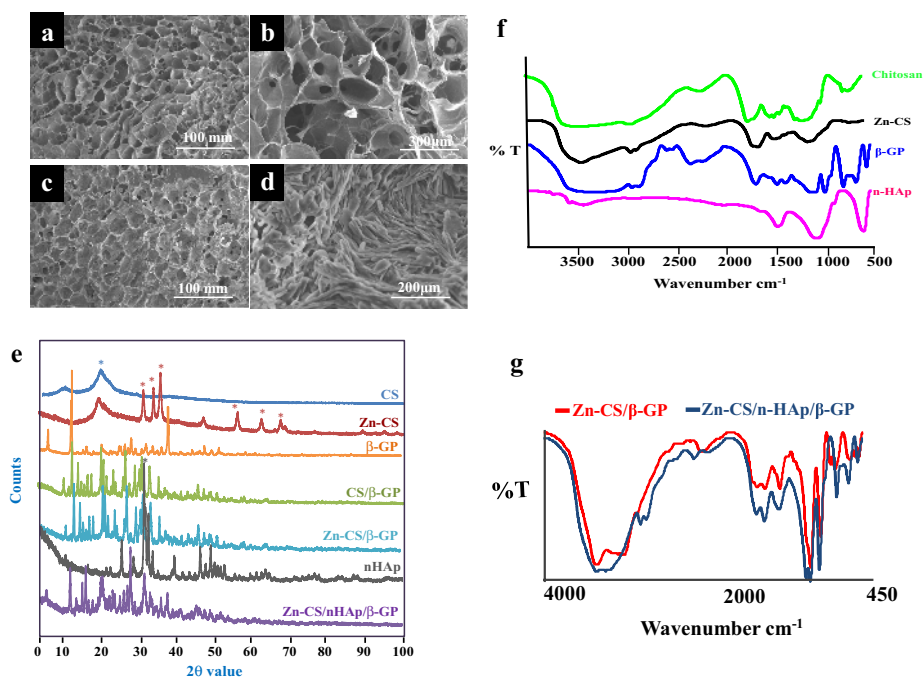 a
100 mm
b
300μm
c
100 mm
d
200μm
e
CS
Zn-CS
β-GP
CS/β-GP
Zn-CS/β-GP
nHAp
Zn-CS/nHAp/β-GP
Counts
0 10 20 30 40 50 60 70 80 90 100
2θ value
f
Chitosan
Zn-CS
% T
β-GP
n-HAp
3500 3000 2500 2000 1500 1000 500
Wavenumber cm-1
g
Zn-CS/β-GP Zn-CS/n-HAp/β-GP
%T
4000 2000 450
Wavenumber cm-1